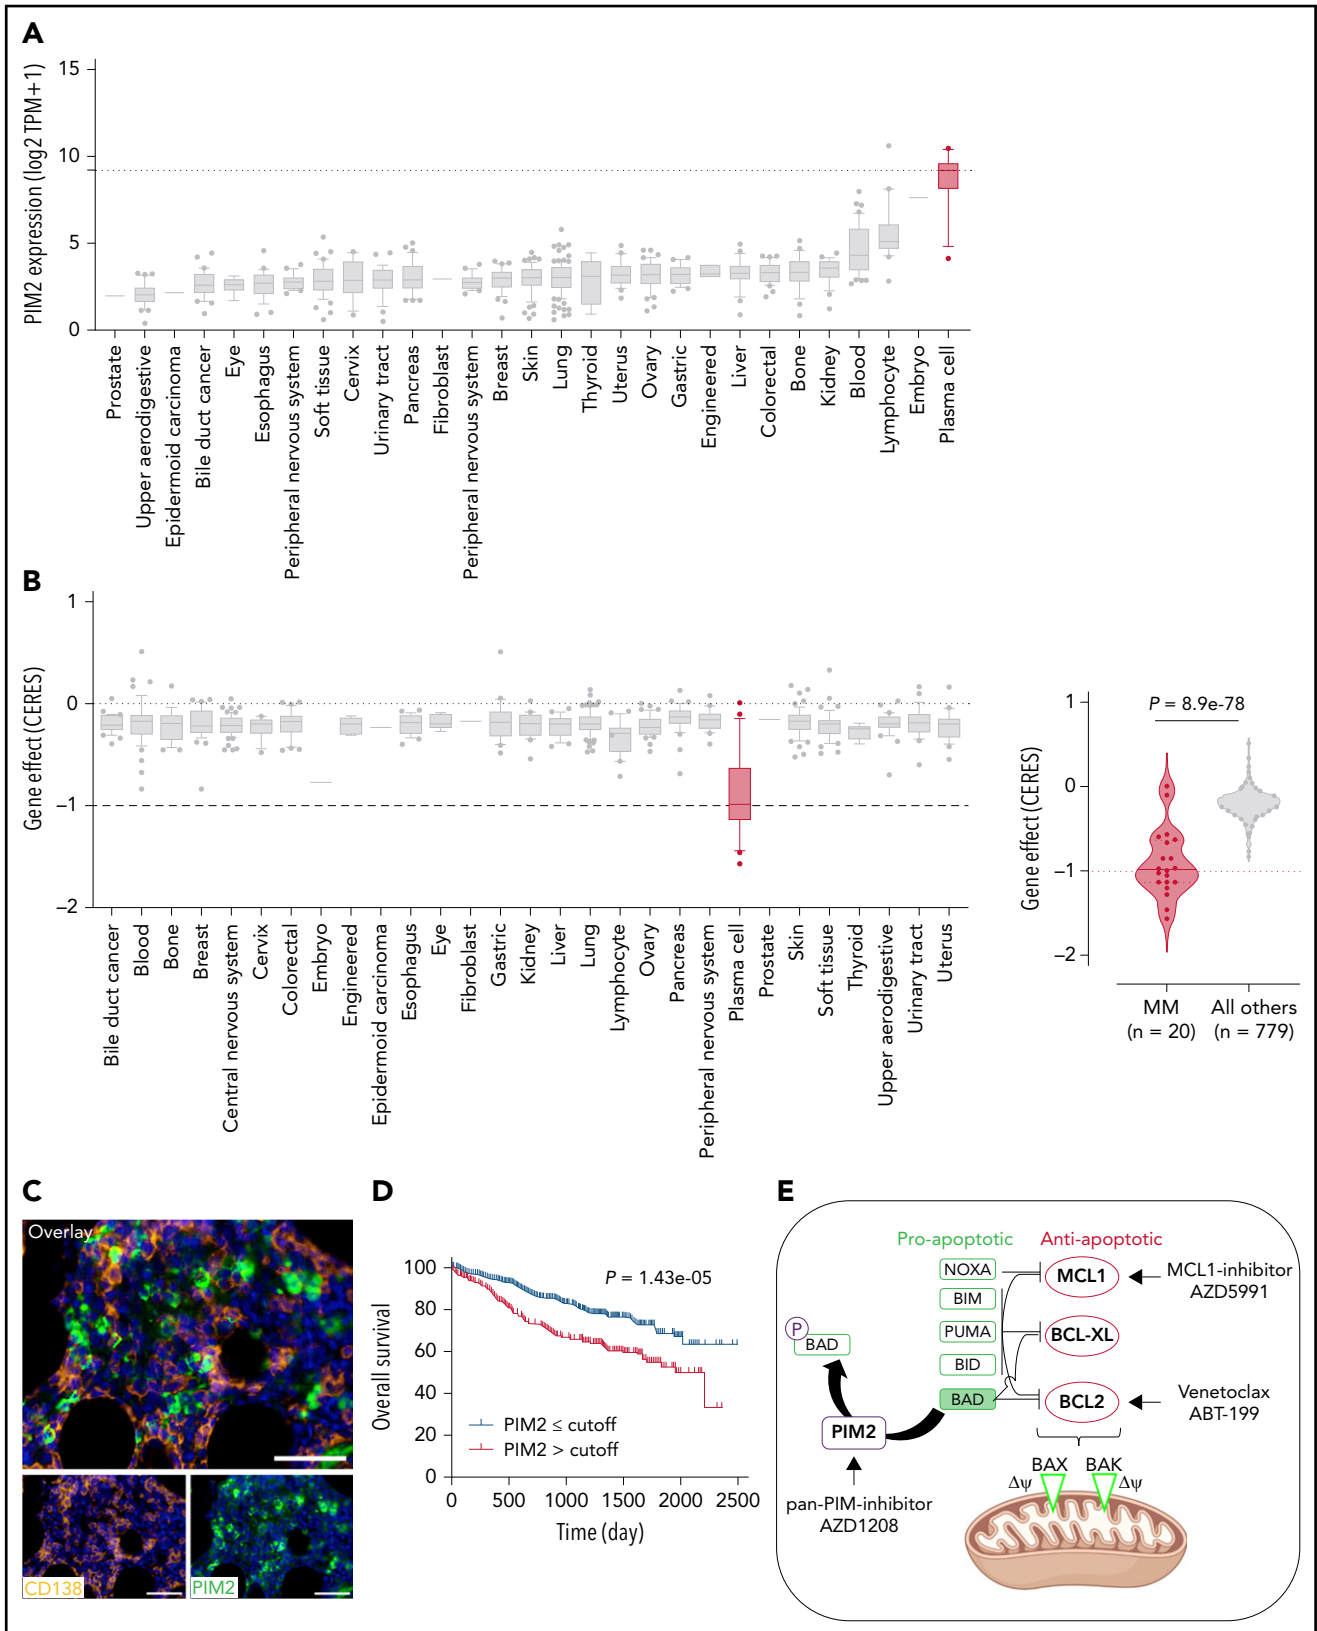 A
PIM2 expression (log2 TPM+1)
15
10
5
0
Prostate
Upper aerodigestive
Epidermoid carcinoma
Bile duct cancer
Eye
Esophagus
Peripheral nervous system
Soft tissue
Cervix
Urinary tract
Pancreas
Fibroblast
Peripheral nervous system
Breast
Skin
Lung
Thyroid
Uterus
Ovary
Gastric
Engineered
Liver
Colorectal
Bone
Kidney
Blood
Lymphocyte
Embryo
Plasma cell
B
Gene effect (CERES)
1
0
−1
−2
Bile duct cancer
Blood
Bone
Breast
Central nervous system
Cervix
Colorectal
Embryo
Engineered
Epidermoid carcinoma
Esophagus
Eye
Fibroblast
Gastric
Kidney
Liver
Lung
Lymphocyte
Ovary
Pancreas
Peripheral nervous system
Plasma cell
Prostate
Skin
Soft tissue
Thyroid
Upper aerodigestive
Urinary tract
Uterus
Gene effect (CERES)
1
0
−1
−2
P = 8.9e-78
MM
(n = 20)
All others
(n = 779)
C
Overlay
CD138
PIM2
D
Overall survival
100
80
60
40
20
0
P = 1.43e-05
PIM2 ≤ cutoff
PIM2 > cutoff
0 500 1000 1500 2000 2500
Time (day)
E
Pro-apoptotic Anti-apoptotic
NOXA
BIM
PUMA
BID
BAD
MCL1
BCL-XL
BCL2
MCL1-inhibitor
AZD5991
Venetoclax
ABT-199
P
BAD
PIM2
pan-PIM-inhibitor
AZD1208
BAX BAK
Δψ Δψ